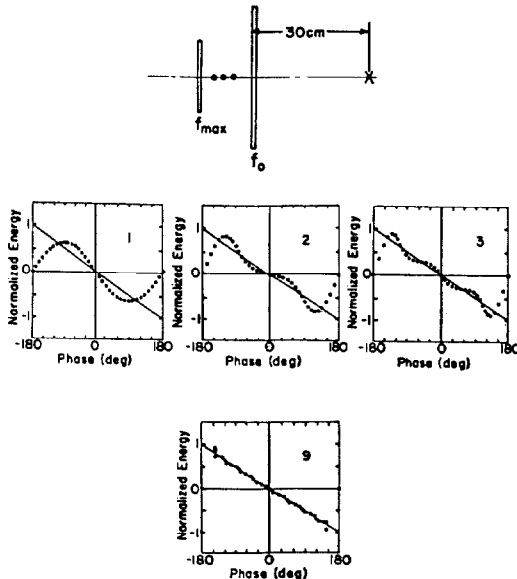 30cm
X
f max
f o
Normalized Energy
1
0
-1
-180
0
180
Phase (deg)
1
Normalized Energy
1
0
-1
-180
0
180
Phase (deg)
2
Normalized Energy
1
0
-1
-180
0
180
Phase (deg)
3
Normalized Energy
1
0
-1
-180
0
180
Phase (deg)
9